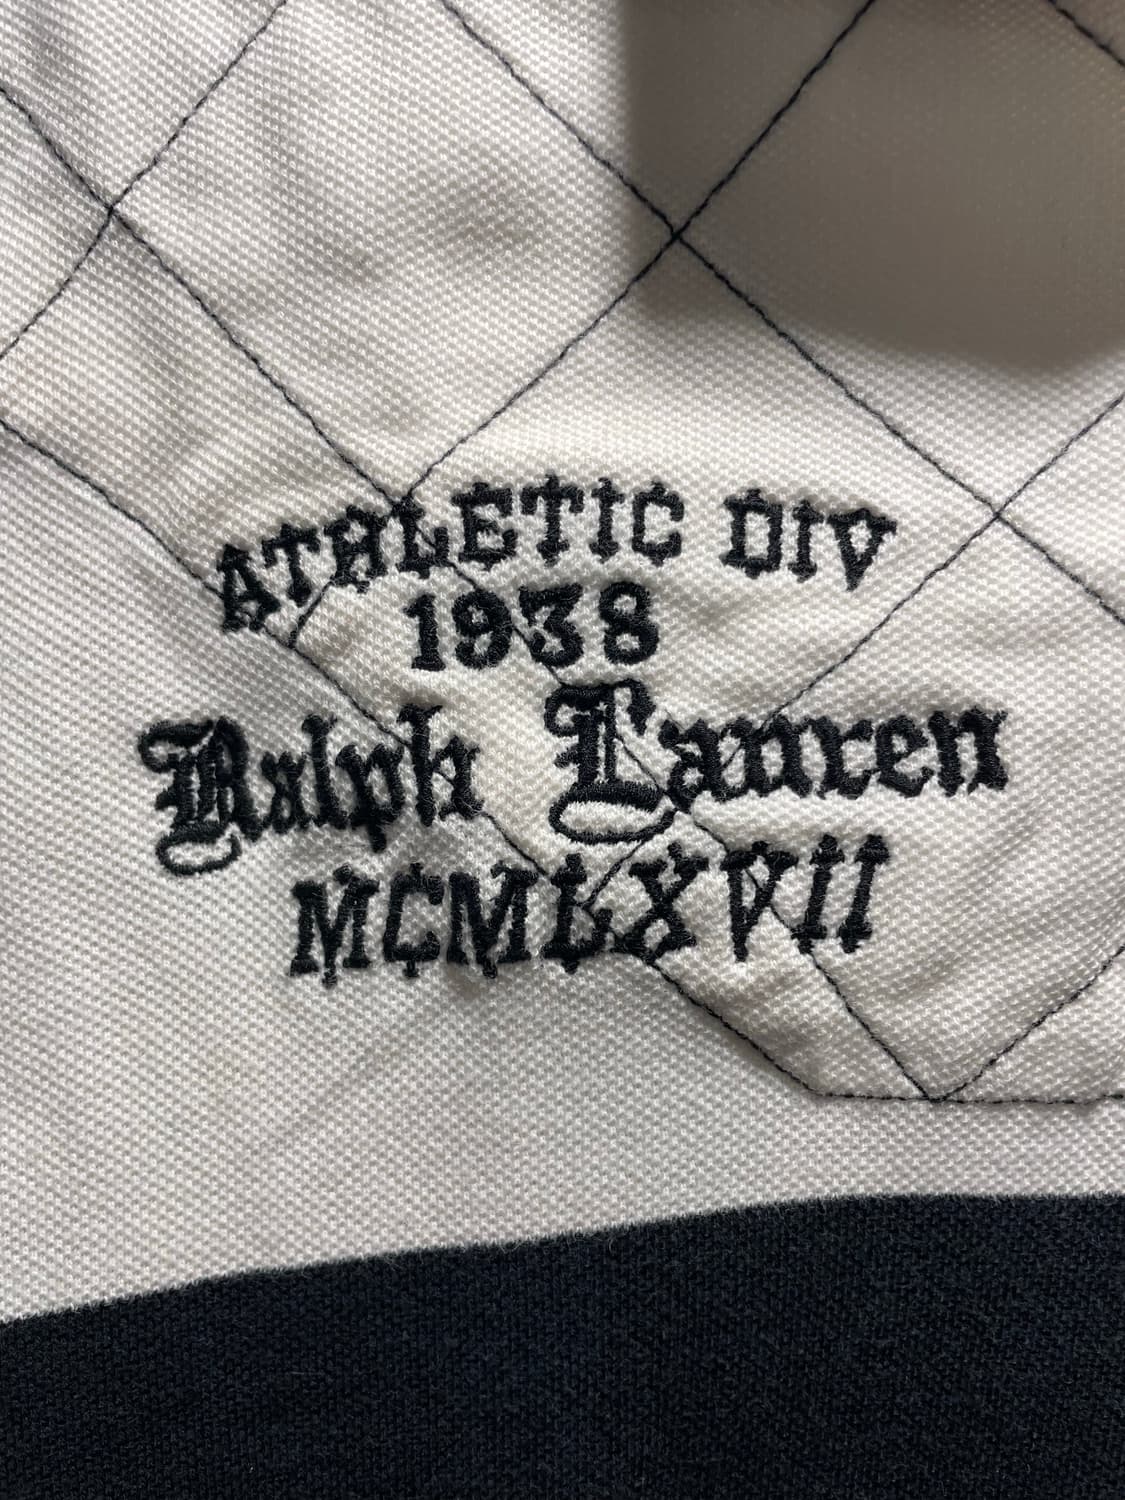 ATHLETIC DIV
1938
Ralph Lauren
MCMLXVII